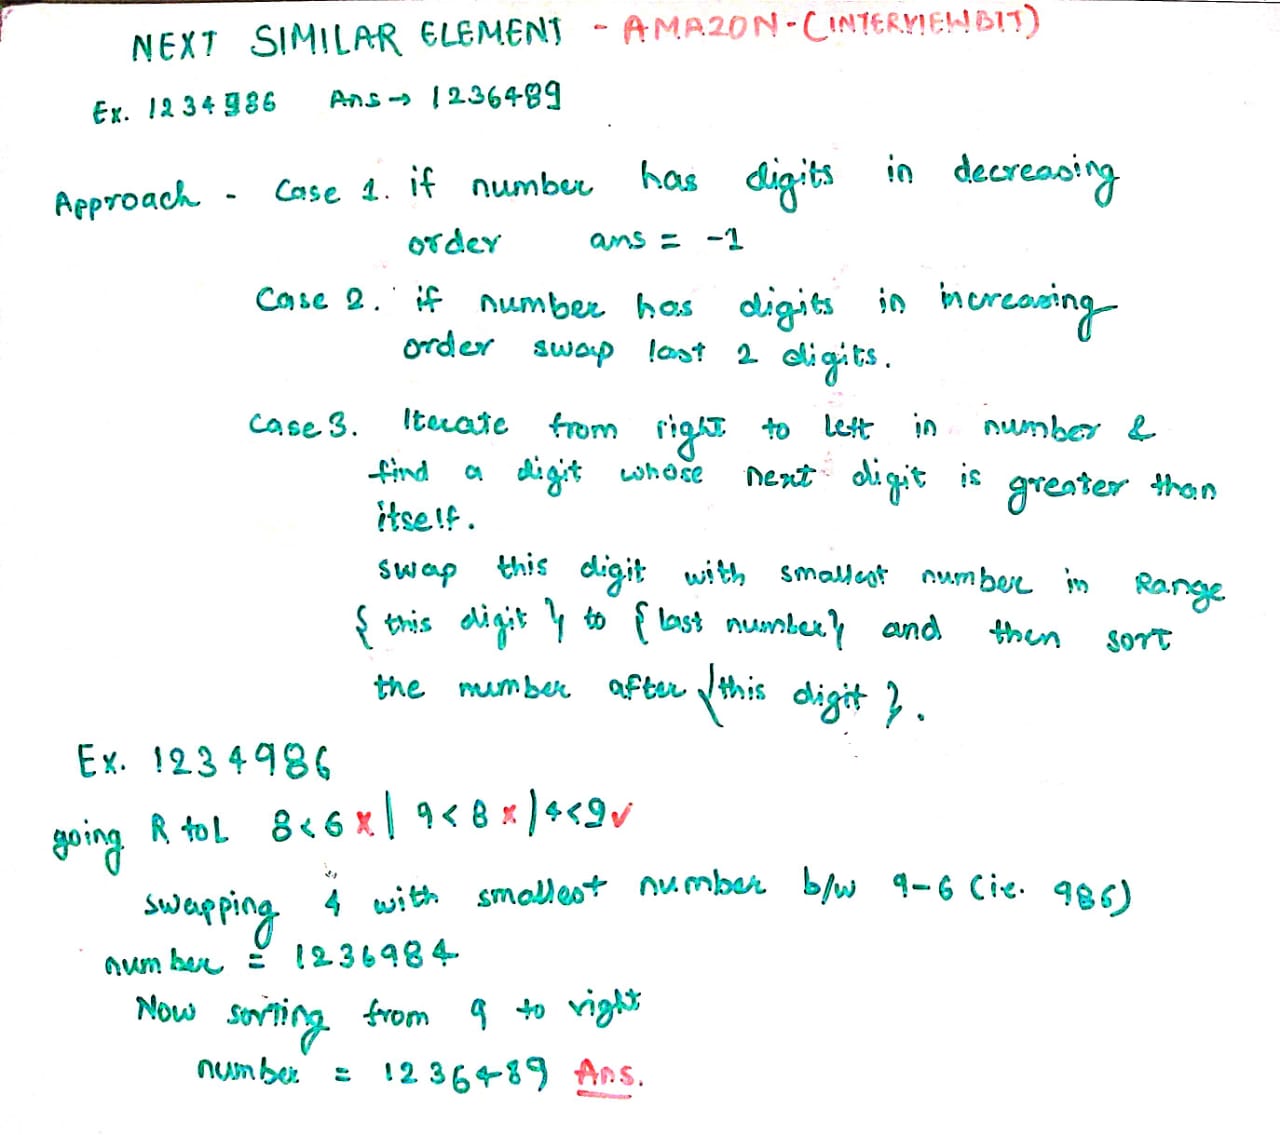 NEXT SIMILAR ELEMENT - AMAZON - (INTERVIEWBIT)
Ex. 1234986 Ans → 1236489
Approach - Case 1. if number has digits in decreasing
order ans = -1
Case 2. if number has digits in increasing
order swap last 2 digits.
Case 3. Iterate from right to left in number &
find a digit whose next digit is greater than
itself.
swap this digit with smallest number in Range
{ this digit } to { last number } and then sort
the number after { this digit }.
Ex. 1234986
going R to L 8<6 x | 9<8 x | 4<9 ✓
swapping 4 with smallest number b/w 9-6 (ie. 986)
number = 1236984
Now sorting from 9 to right
number = 1236489 Ans.